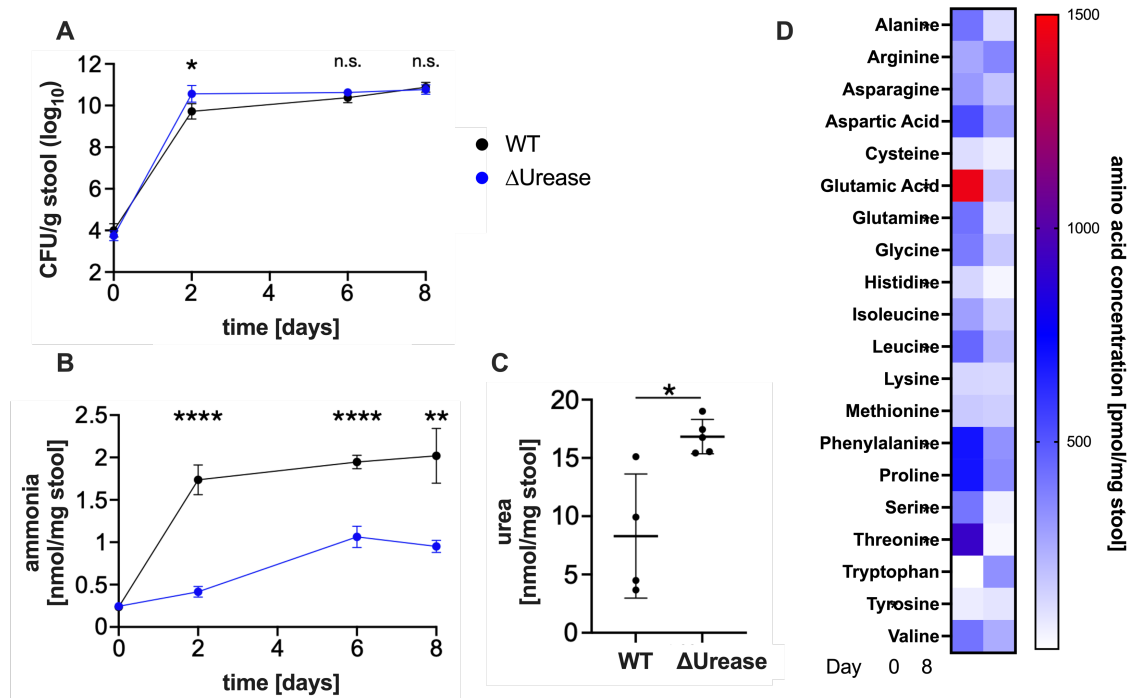 A
CFU/g stool (log10)
12
10
8
6
4
2
*
n.s.
n.s.
0 2 4 6 8
time [days]
WT
ΔUrease
B
ammonia
[nmol/mg stool]
2.5
2
1.5
1
0.5
0
****
****
**
0 2 4 6 8
time [days]
C
urea
[nmol/mg stool]
20
15
10
5
0
*
WT ΔUrease
D
Alanine
Arginine
Asparagine
Aspartic Acid
Cysteine
Glutamic Acid
Glutamine
Glycine
Histidine
Isoleucine
Leucine
Lysine
Methionine
Phenylalanine
Proline
Serine
Threonine
Tryptophan
Tyrosine
Valine
Day 0 8
1500
1000
500
amino acid concentration [pmol/mg stool]